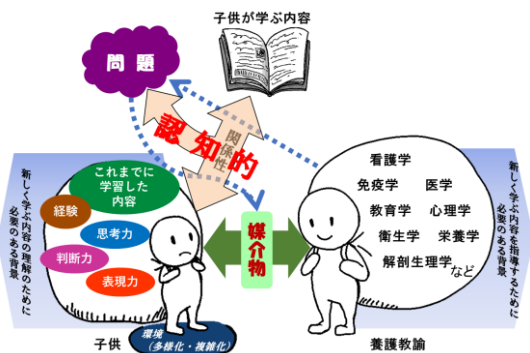 子供が学ぶ内容
問題
認知的
関係性
これまでに
学習した
内容
経験
思考力
判断力
表現力
新しく学ぶ内容の理解のために
必要のある背景
媒介物
看護学
免疫学 医学
教育学 心理学
衛生学 栄養学
解剖生理学
など
新しく学ぶ内容を指導するために
必要のある背景
子供
環境
(多様化・複雑化)
養護教諭